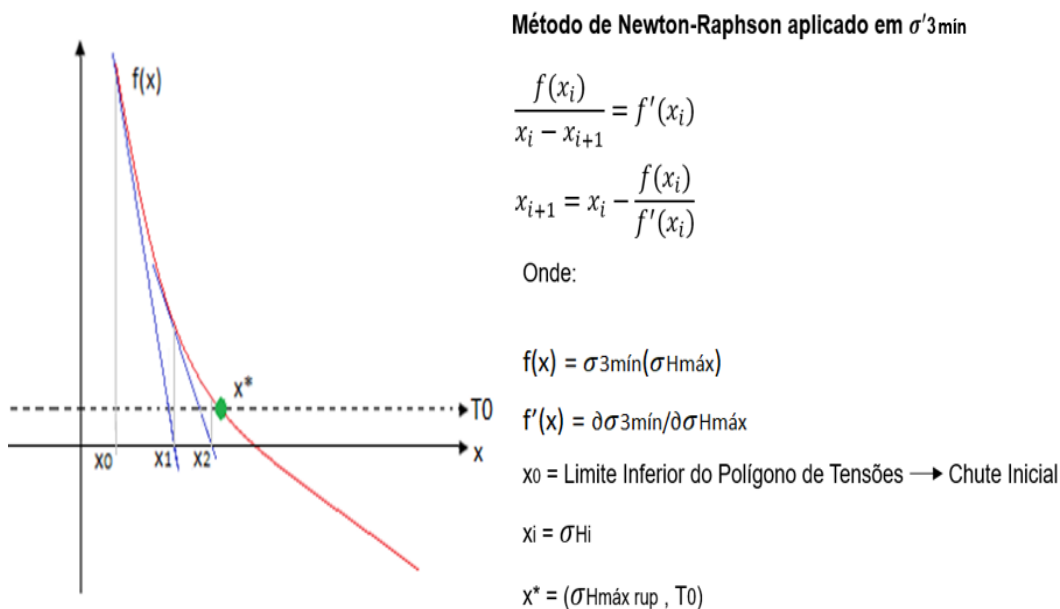 Método de Newton-Raphson aplicado em σ'3mín
f(x)
x*
T0
x0
x1
x2
x
f(xᵢ) / (xᵢ − xᵢ₊₁) = f'(xᵢ)
xᵢ₊₁ = xᵢ − f(xᵢ) / f'(xᵢ)
Onde:
f(x) = σ3mín(σHmáx)
f'(x) = ∂σ3mín/∂σHmáx
x0 = Limite Inferior do Polígono de Tensões → Chute Inicial
xi = σHi
x* = (σHmáx rup , T0)